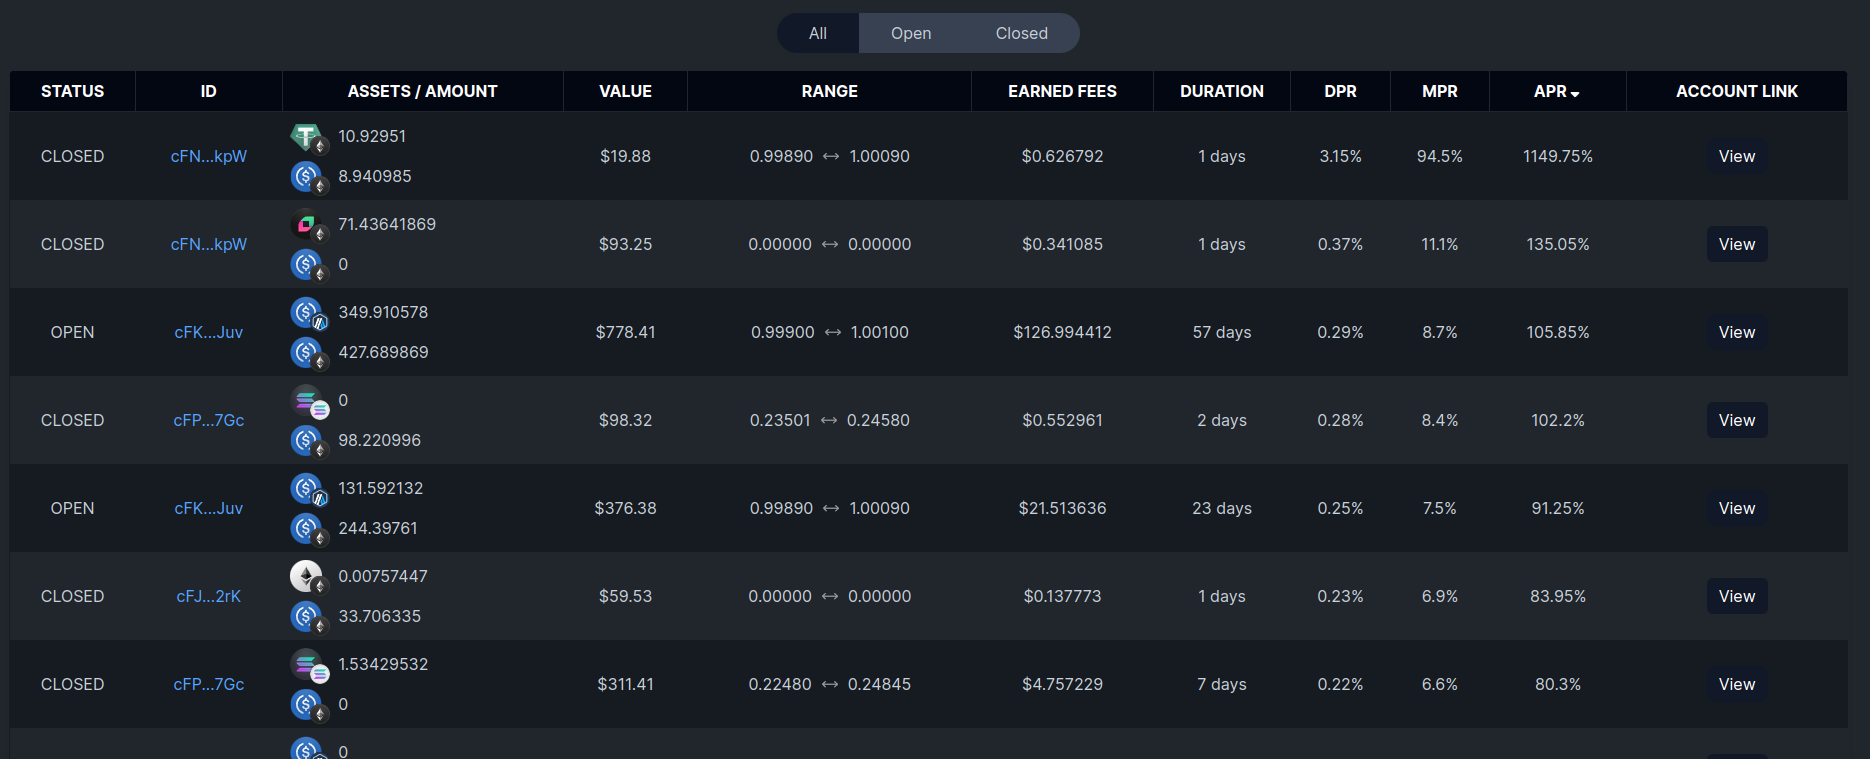 All Open Closed
STATUS ID ASSETS / AMOUNT VALUE RANGE EARNED FEES DURATION DPR MPR APR ACCOUNT LINK
10.92951
CLOSED cFN...kpW $19.88 0.99890 ↔ 1.00090 $0.626792 1 days 3.15% 94.5% 1149.75% View
8.940985
71.43641869
CLOSED cFN...kpW $93.25 0.00000 ↔ 0.00000 $0.341085 1 days 0.37% 11.1% 135.05% View
0
349.910578
OPEN cFK...Juv $778.41 0.99900 ↔ 1.00100 $126.994412 57 days 0.29% 8.7% 105.85% View
427.689869
0
CLOSED cFP...7Gc $98.32 0.23501 ↔ 0.24580 $0.552961 2 days 0.28% 8.4% 102.2% View
98.220996
131.592132
OPEN cFK...Juv $376.38 0.99890 ↔ 1.00090 $21.513636 23 days 0.25% 7.5% 91.25% View
244.39761
0.00757447
CLOSED cFJ...2rK $59.53 0.00000 ↔ 0.00000 $0.137773 1 days 0.23% 6.9% 83.95% View
33.706335
1.53429532
CLOSED cFP...7Gc $311.41 0.22480 ↔ 0.24845 $4.757229 7 days 0.22% 6.6% 80.3% View
0
0